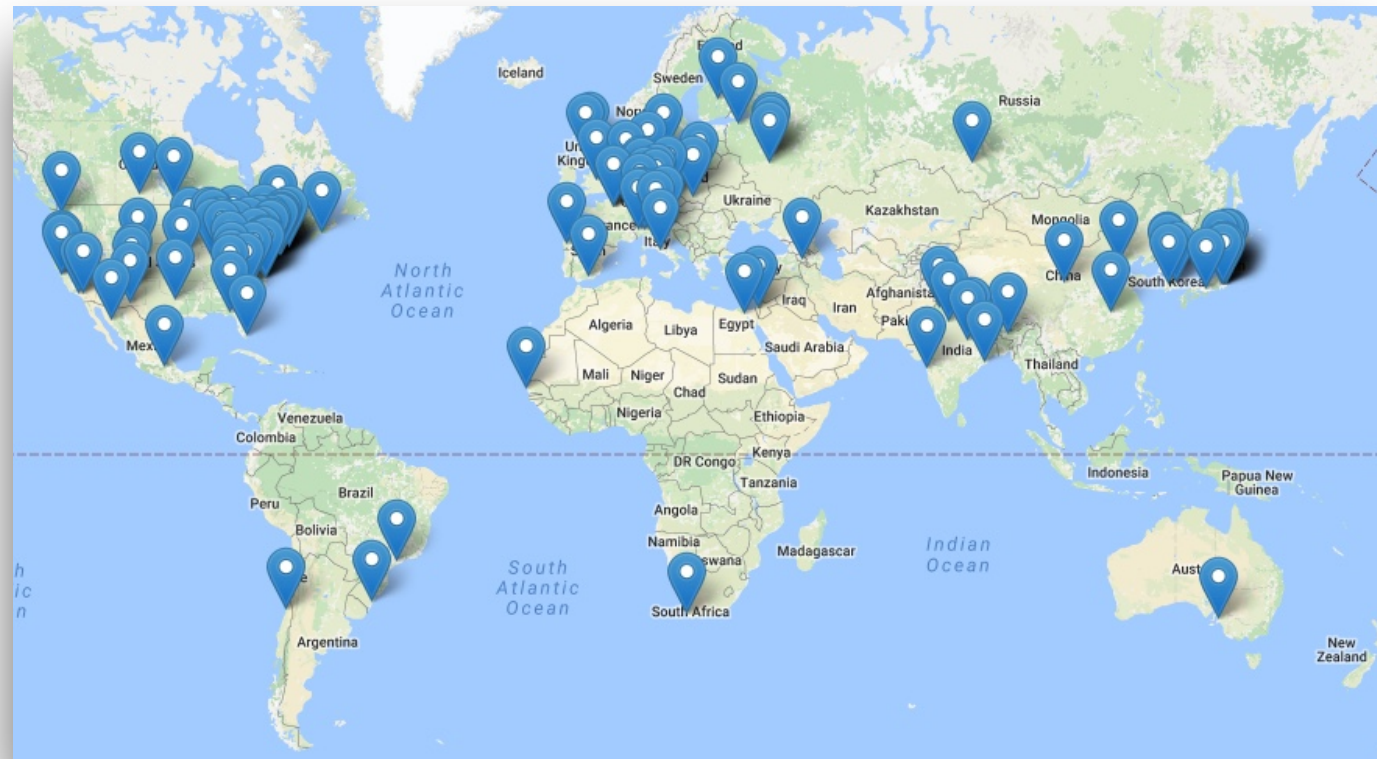 Iceland
Sweden
Russia
Ukraine
Kazakhstan
Mongolia
China
South Korea
North
Atlantic
Ocean
Iraq
Iran
Algeria
Libya
Egypt
Saudi Arabia
India
Thailand
Mali
Niger
Chad
Sudan
Nigeria
Ethiopia
Venezuela
Colombia
DR Congo
Kenya
Tanzania
Indonesia
Papua New
Guinea
Peru
Brazil
Bolivia
Angola
Namibia
Madagascar
South
Atlantic
Ocean
Indian
Ocean
South Africa
Argentina
New
Zealand